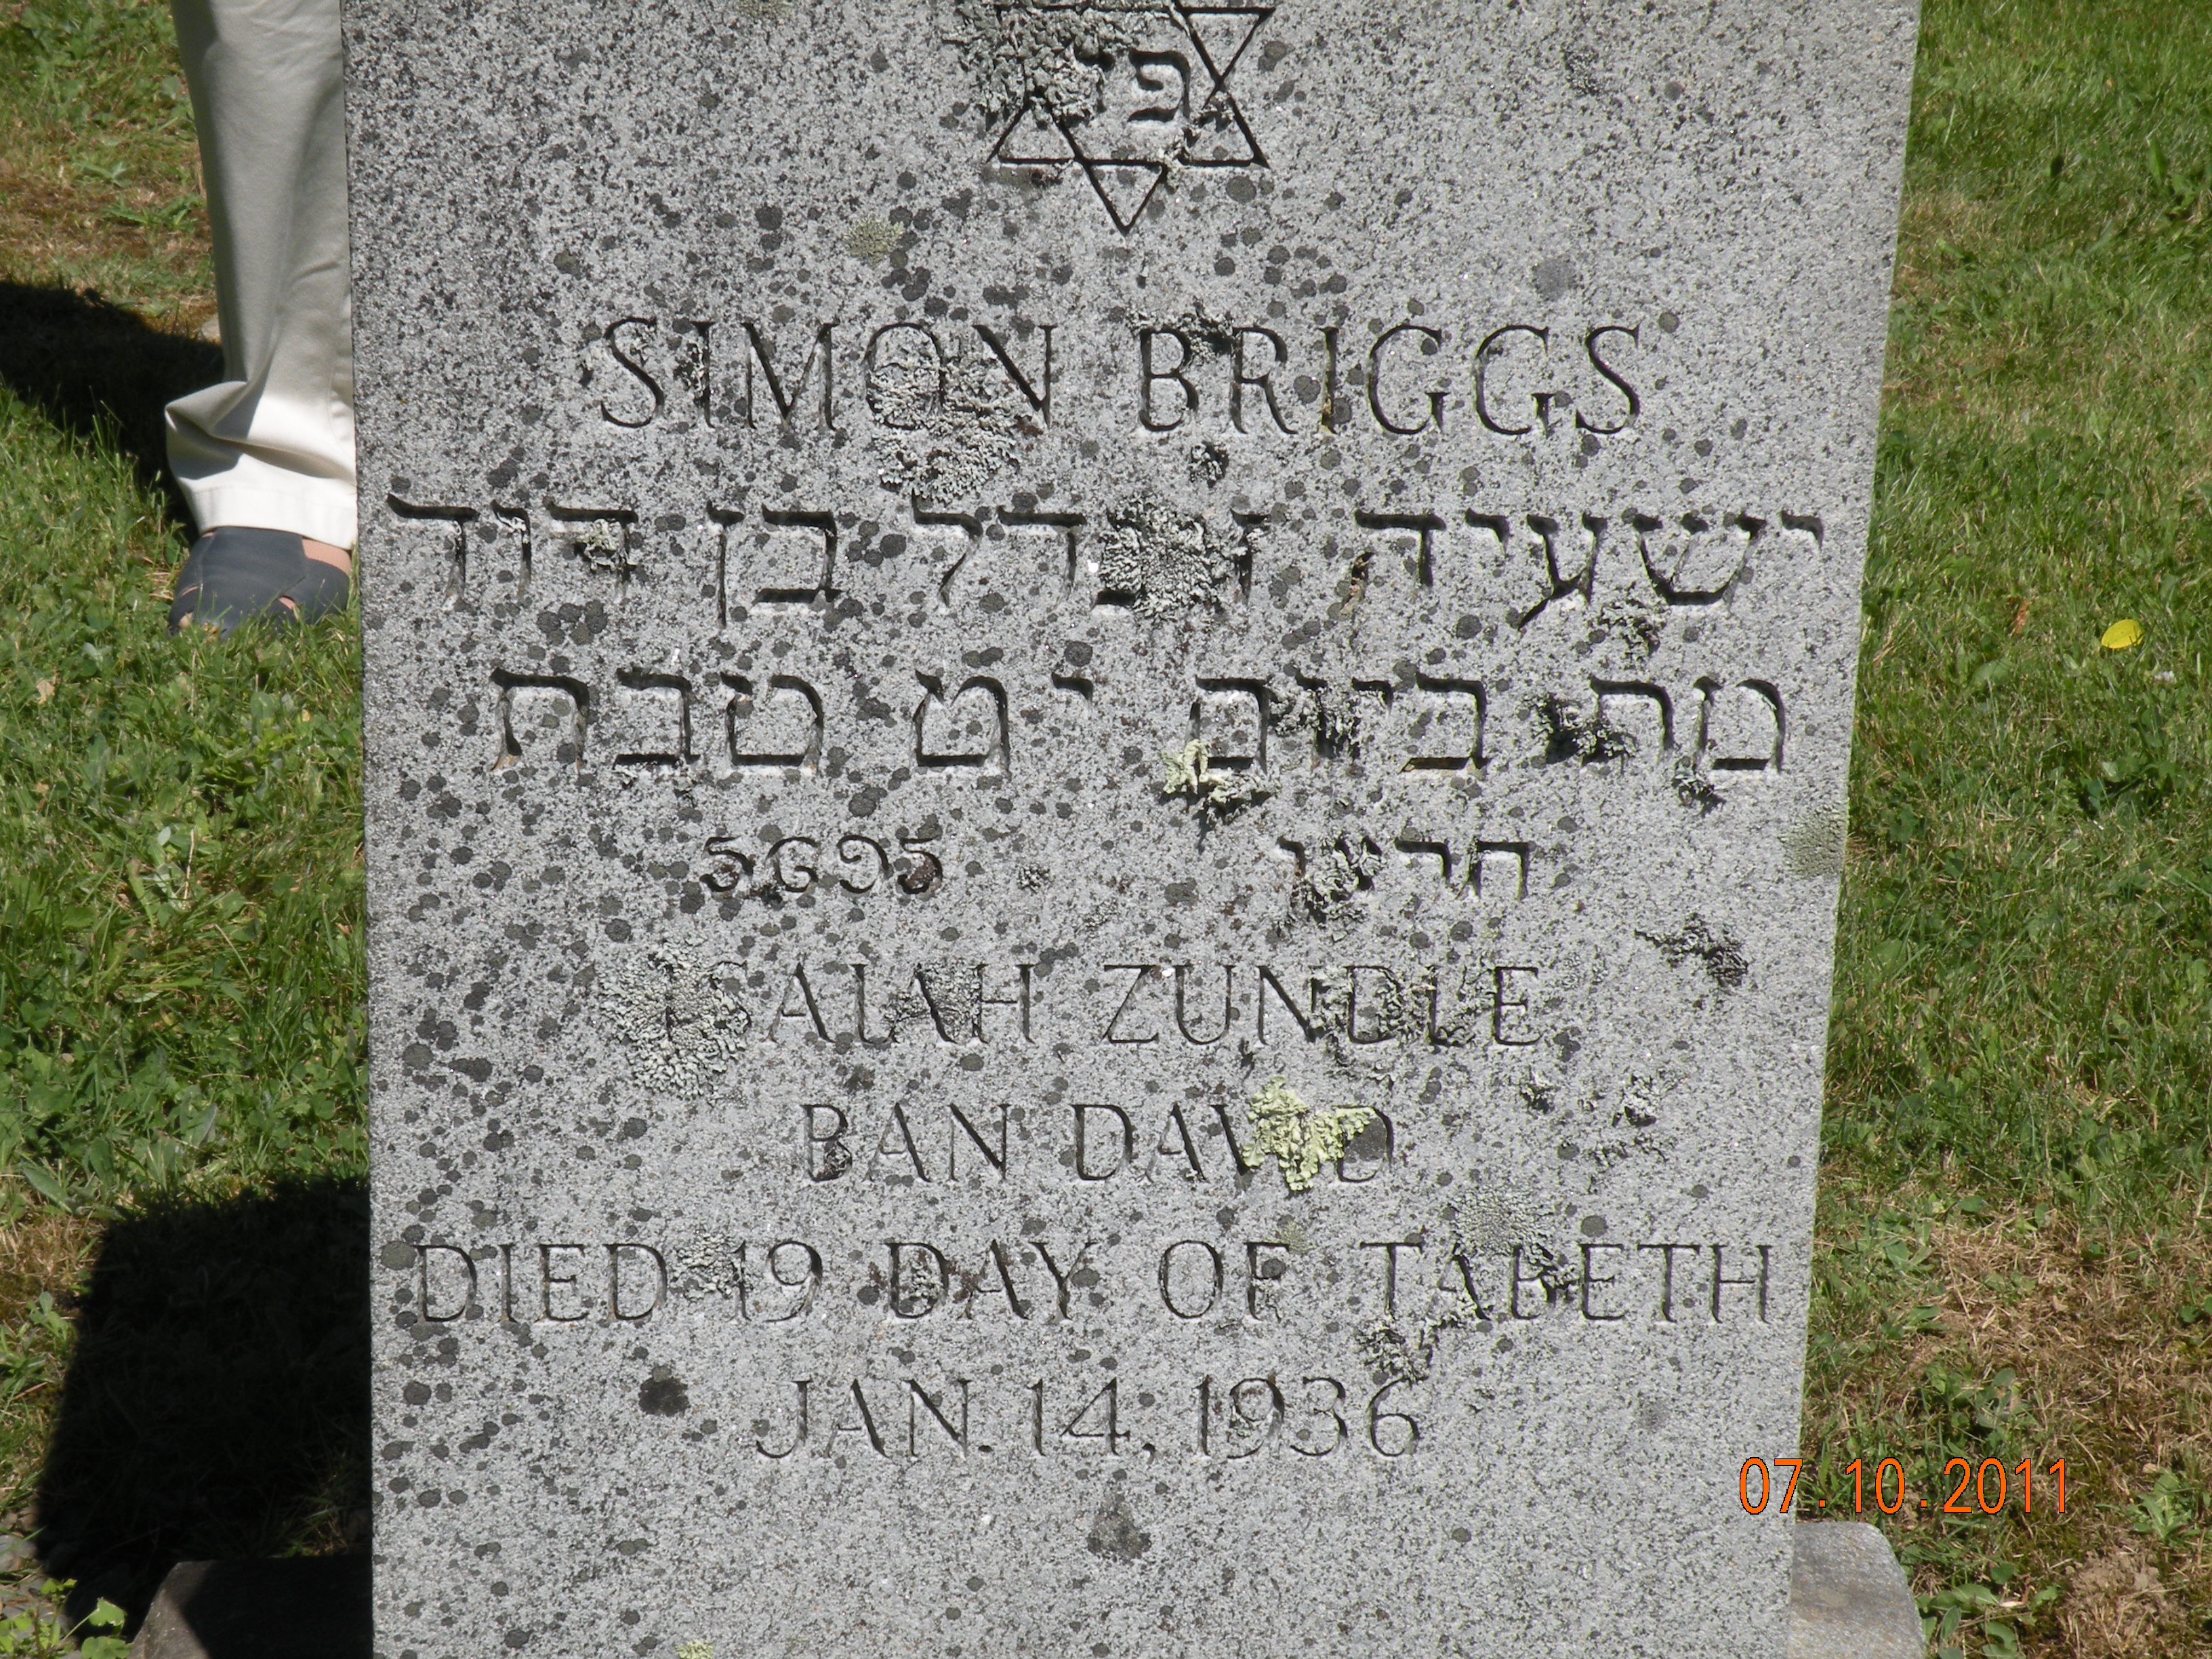 פ
SIMON BRIGGS
ישעיה זונדל בן דוד
מת ביום יט טבת
תרצו 5695
ISAIAH ZUNDLE
BAN DAVID
DIED 19 DAY OF TABETH
JAN. 14, 1936
07.10.2011